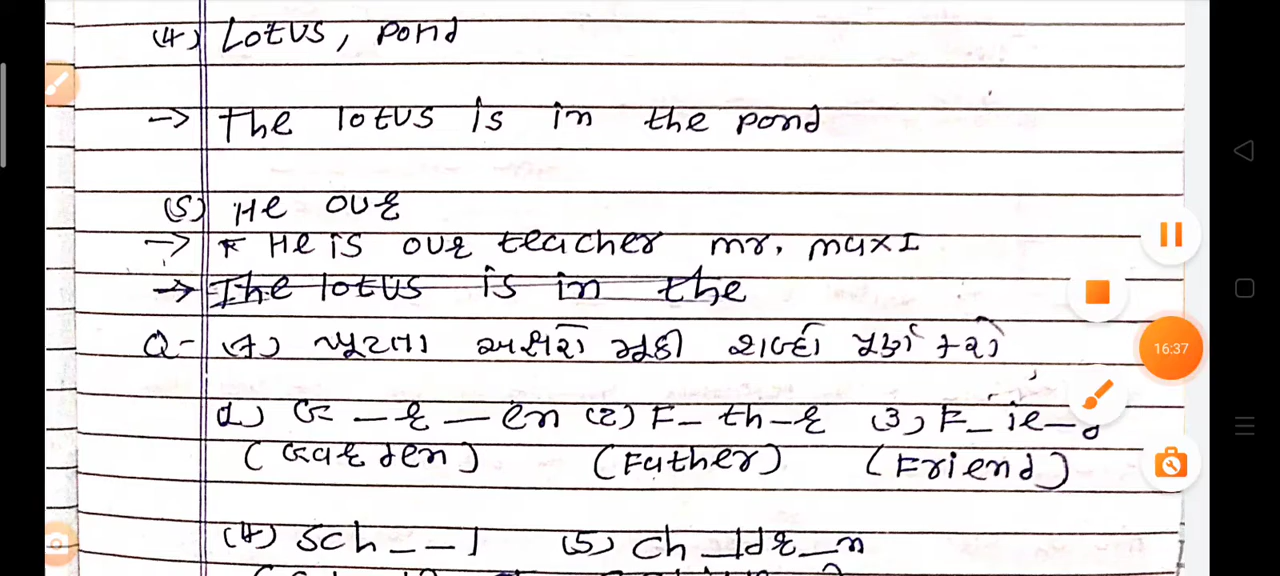 (4) Lotus, pond
→ The lotus is in the pond
(5) He our
→ He is our teacher mr. maxI
→ The lotus is in the
Q- (7) ખૂટતા અક્ષરો મૂકી શબ્દો પૂર્ણ કરો
1) G_r_en (2) F_th_r (3) F_ie_d
(Garden) (Father) (Friend)
(4) Sch__l (5) ch_ldr_n
16:37